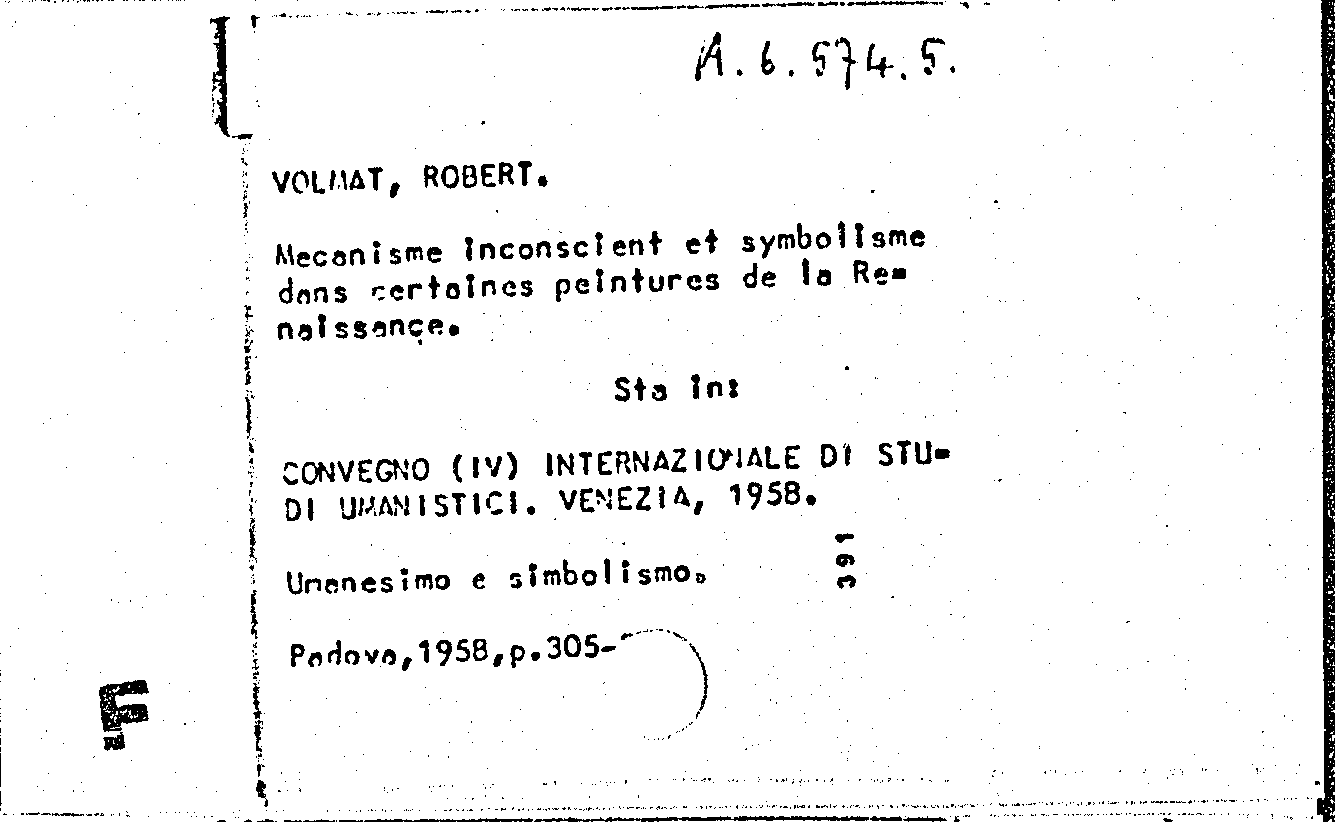 A.6.574.5.
VOLMAT, ROBERT.
Mecanisme inconscient et symbolisme
dans certaines peintures de la Re=
naissance.
Sta in:
CONVEGNO (IV) INTERNAZIONALE DI STU=
DI UMANISTICI. VENEZIA, 1958.
391
Umanesimo e simbolismo.
Padova,1958,p.305-
F